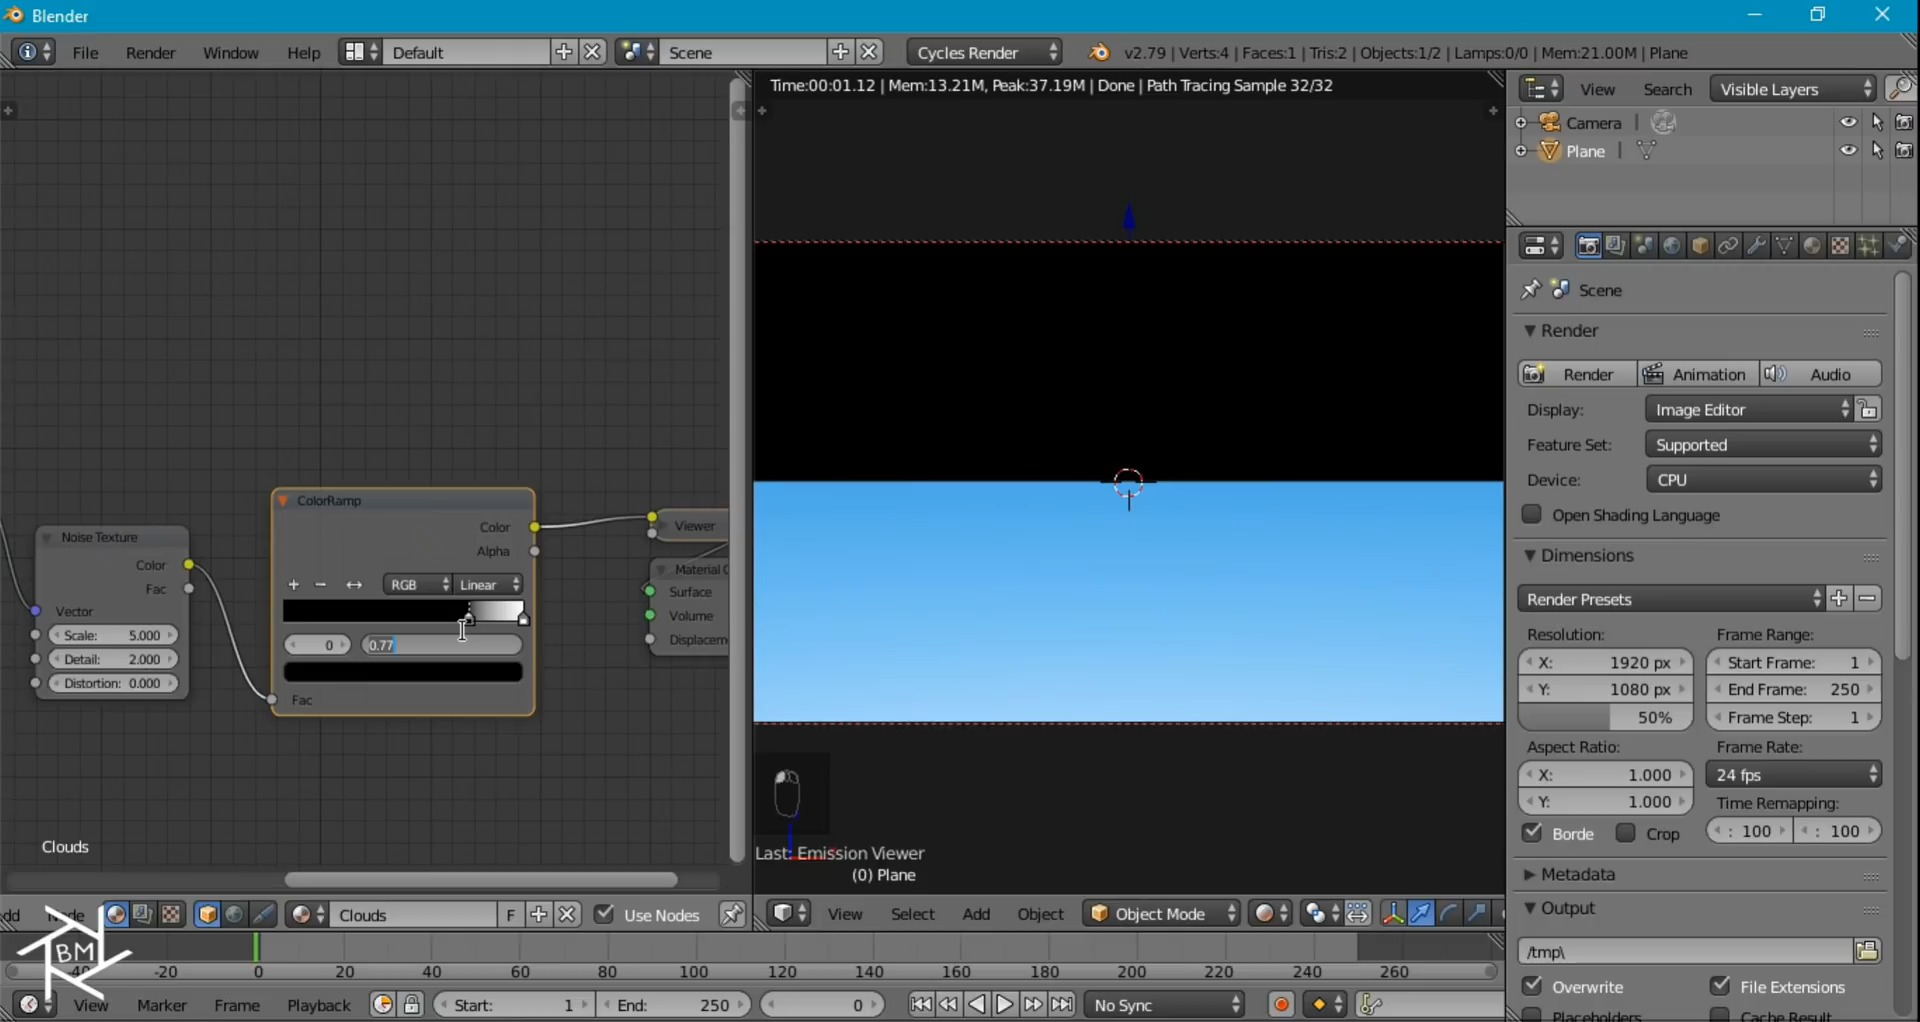 Blender
File Render Window Help Default Scene Cycles Render v2.79 | Verts:4 | Faces:1 | Tris:2 | Objects:1/2 | Lamps:0/0 | Mem:21.00M | Plane
Time:00:01.12 | Mem:13.21M, Peak:37.19M | Done | Path Tracing Sample 32/32
View Search Visible Layers
Camera
Plane
Scene
Render
Render Animation Audio
Display: Image Editor
Feature Set: Supported
Device: CPU
Open Shading Language
Dimensions
Render Presets
Resolution: Frame Range:
X: 1920 px Start Frame: 1
Y: 1080 px End Frame: 250
50% Frame Step: 1
Aspect Ratio: Frame Rate:
X: 1.000 24 fps
Y: 1.000 Time Remapping:
Borde Crop : 100 : 100
Metadata
Output
/tmp\
Overwrite File Extensions
Placeholders Cache Result
Noise Texture
Color
Fac
Vector
Scale: 5.000
Detail: 2.000
Distortion: 0.000
ColorRamp
Color
Alpha
RGB Linear
0 0.77
Fac
Viewer
Material C
Surface
Volume
Displacem
Clouds
Last: Emission Viewer
(0) Plane
dd Node Clouds F Use Nodes
View Select Add Object Object Mode
BM
-40 -20 0 20 40 60 80 100 120 140 160 180 200 220 240 260
View Marker Frame Playback Start: 1 End: 250 0 No Sync